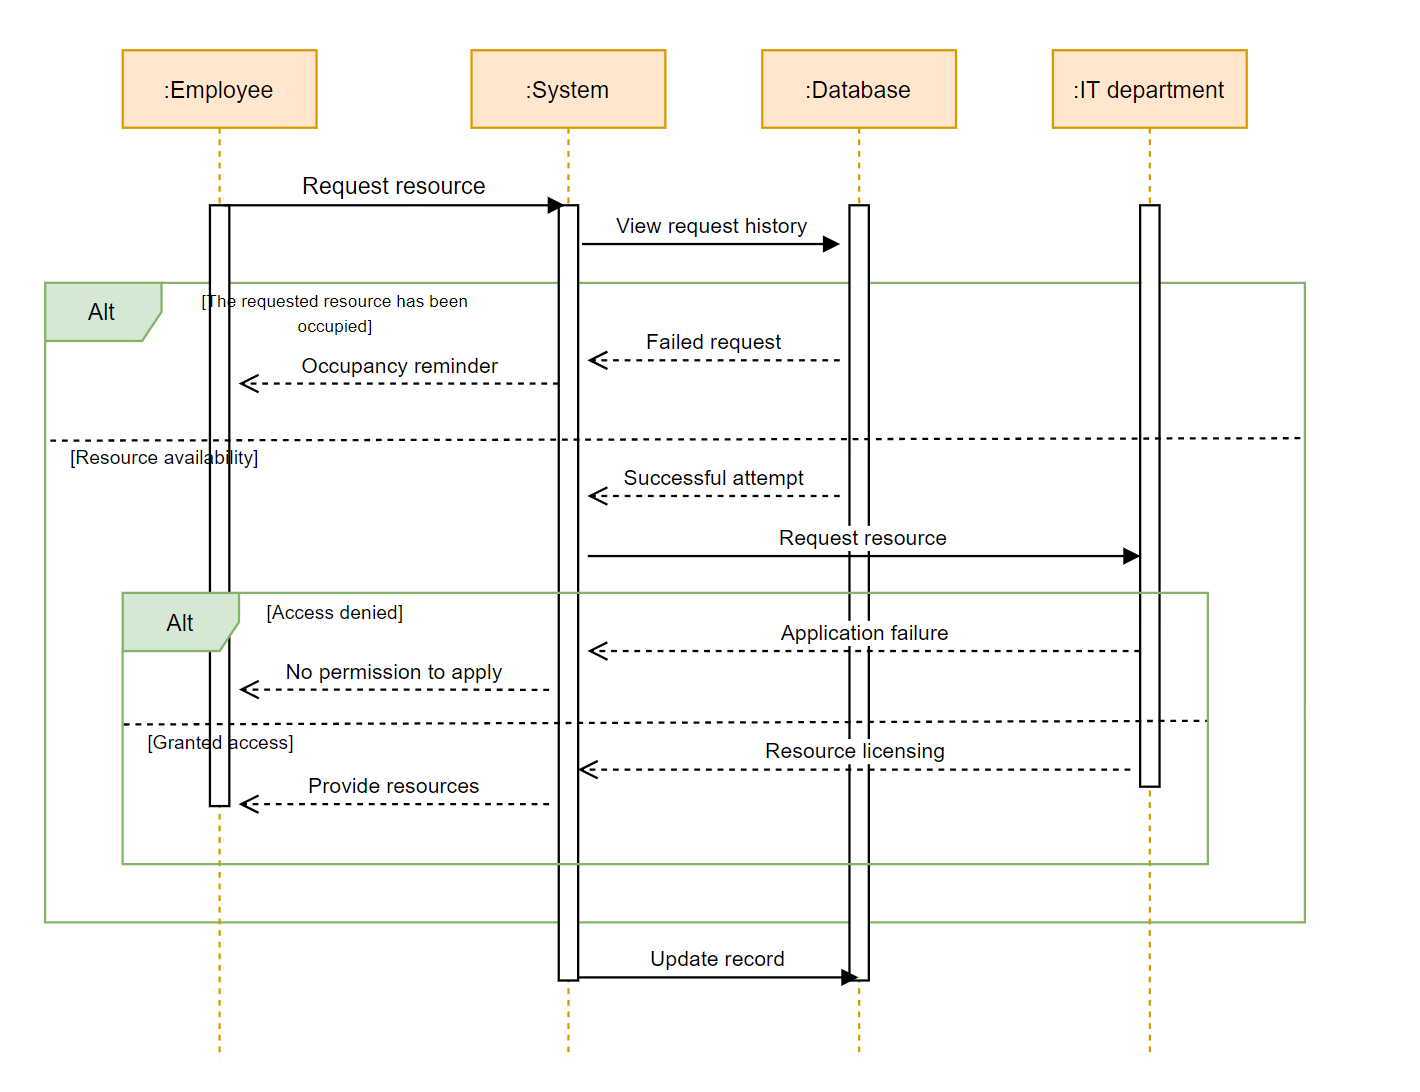 :Employee
:System
:Database
:IT department
Request resource
View request history
Alt
[The requested resource has been
occupied]
Failed request
Occupancy reminder
[Resource availability]
Successful attempt
Request resource
Alt
[Access denied]
Application failure
No permission to apply
[Granted access]
Resource licensing
Provide resources
Update record